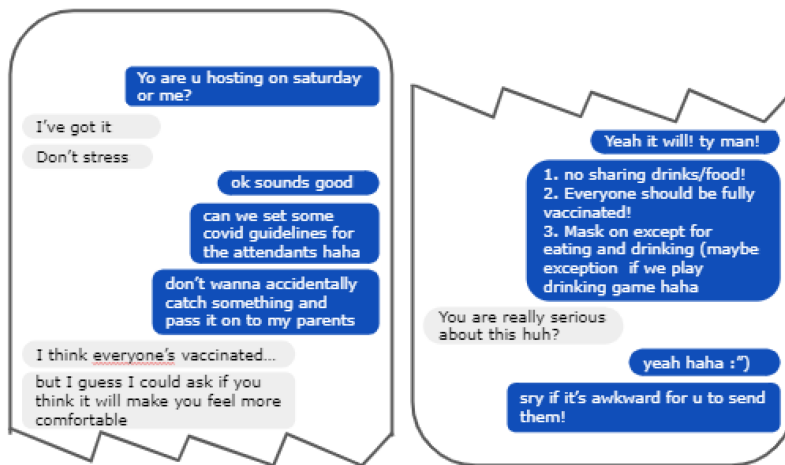 Yo are u hosting on saturday
or me?
I've got it
Don't stress
ok sounds good
can we set some
covid guidelines for
the attendants haha
don't wanna accidentally
catch something and
pass it on to my parents
I think everyone's vaccinated...
but I guess I could ask if you
think it will make you feel more
comfortable
Yeah it will! ty man!
1. no sharing drinks/food!
2. Everyone should be fully
vaccinated!
3. Mask on except for
eating and drinking (maybe
exception if we play
drinking game haha
You are really serious
about this huh?
yeah haha :")
sry if it's awkward for u to send
them!